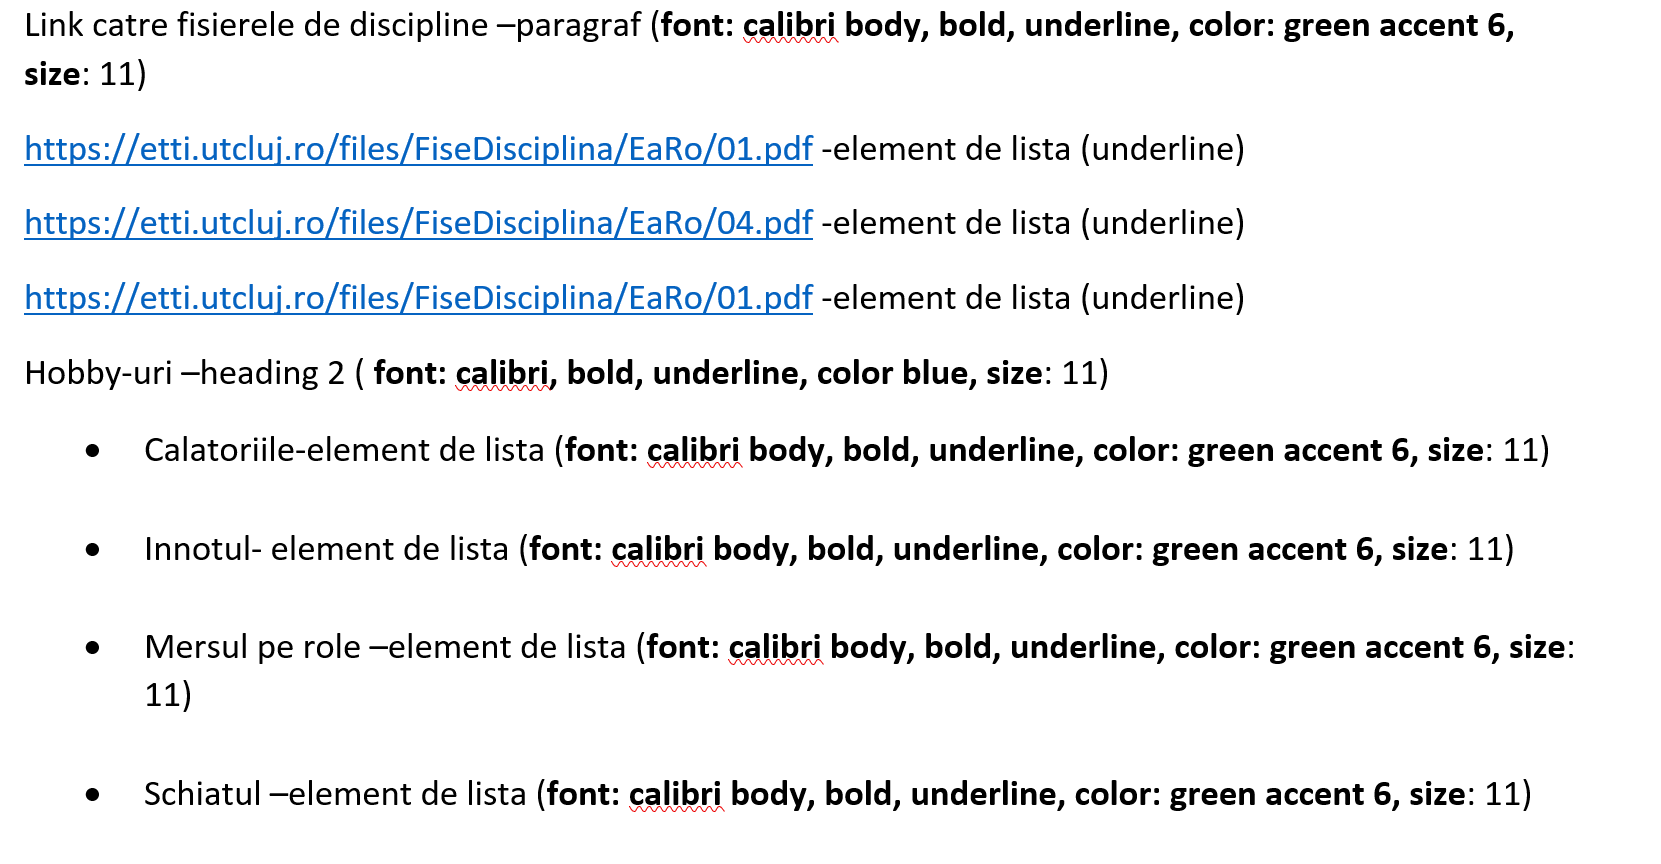 Link catre fisierele de discipline –paragraf (font: calibri body, bold, underline, color: green accent 6,
size: 11)
https://etti.utcluj.ro/files/FiseDisciplina/EaRo/01.pdf -element de lista (underline)
https://etti.utcluj.ro/files/FiseDisciplina/EaRo/04.pdf -element de lista (underline)
https://etti.utcluj.ro/files/FiseDisciplina/EaRo/01.pdf -element de lista (underline)
Hobby-uri –heading 2 ( font: calibri, bold, underline, color blue, size: 11)
• Calatoriile-element de lista (font: calibri body, bold, underline, color: green accent 6, size: 11)
• Innotul- element de lista (font: calibri body, bold, underline, color: green accent 6, size: 11)
• Mersul pe role –element de lista (font: calibri body, bold, underline, color: green accent 6, size:
11)
• Schiatul –element de lista (font: calibri body, bold, underline, color: green accent 6, size: 11)